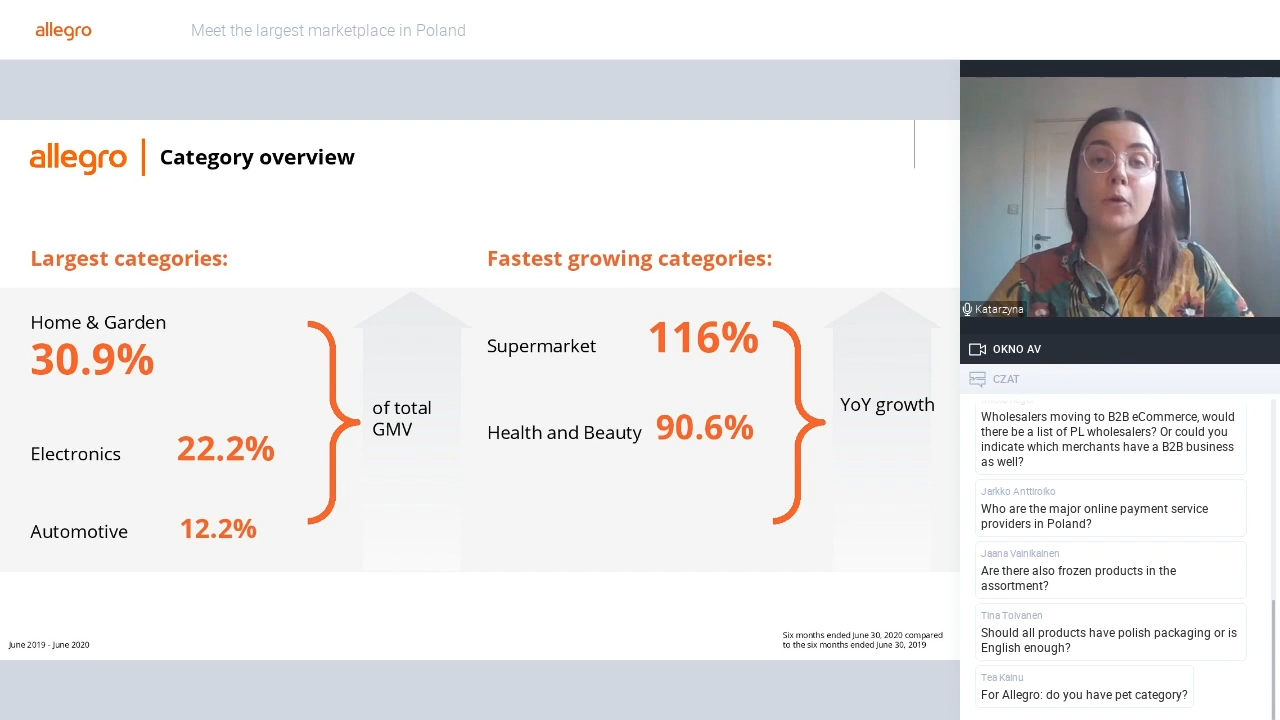 allegro
Meet the largest marketplace in Poland
allegro
Category overview
Largest categories:
Home & Garden
30.9%
Electronics
22.2%
Automotive
12.2%
of total
GMV
Fastest growing categories:
Supermarket
116%
Health and Beauty
90.6%
YoY growth
June 2019 - June 2020
Six months ended June 30, 2020 compared
to the six months ended June 30, 2019
Katarzyna
OKNO AV
CZAT
Wholesalers moving to B2B eCommerce, would
there be a list of PL wholesalers? Or could you
indicate which merchants have a B2B business
as well?
Jarkko Anttiroiko
Who are the major online payment service
providers in Poland?
Jaana Vainikainen
Are there also frozen products in the
assortment?
Tina Toivanen
Should all products have polish packaging or is
English enough?
Tea Kainu
For Allegro: do you have pet category?